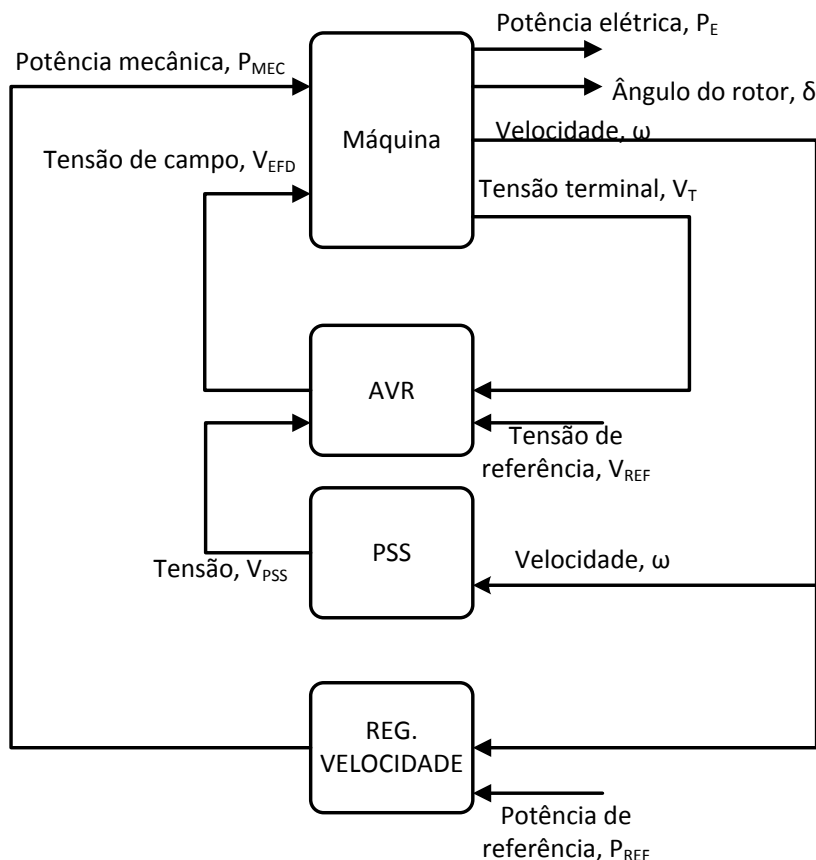 Potência elétrica, P_E
Potência mecânica, P_MEC
Ângulo do rotor, δ
Máquina
Velocidade, ω
Tensão de campo, V_EFD
Tensão terminal, V_T
AVR
Tensão de
referência, V_REF
PSS
Velocidade, ω
Tensão, V_PSS
REG.
VELOCIDADE
Potência de
referência, P_REF